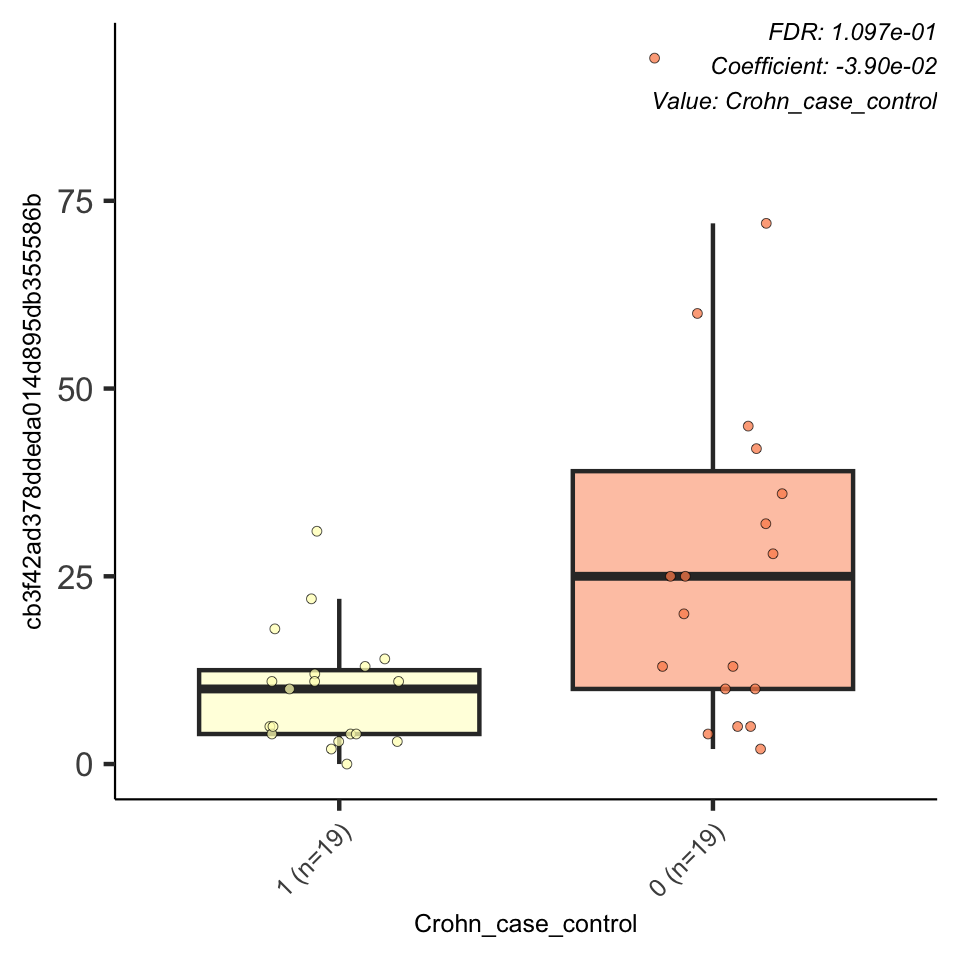 FDR: 1.097e-01
Coefficient: -3.90e-02
Value: Crohn_case_control
cb3f42ad378ddeda014d895db355586b
75
50
25
0
1 (n=19)
0 (n=19)
Crohn_case_control